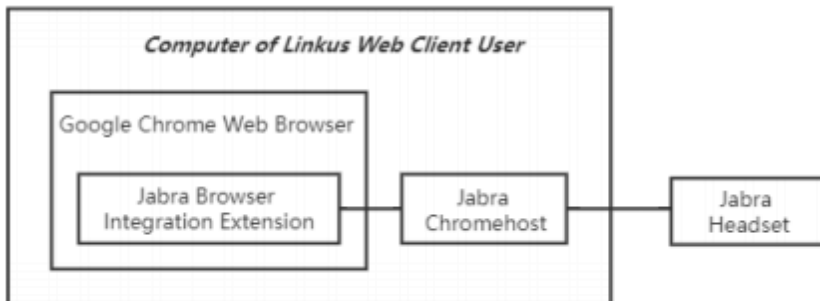 Computer of Linkus Web Client User
Google Chrome Web Browser
Jabra Browser
Integration Extension
Jabra
Chromehost
Jabra
Headset